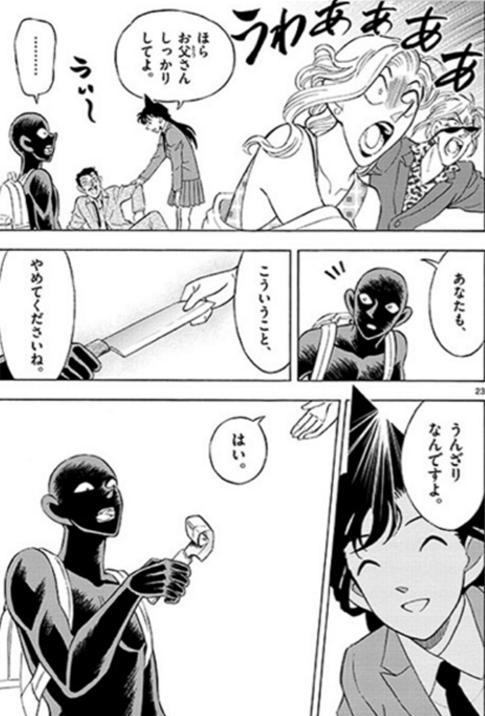 うわあぁぁぁあ
ほら
お父さん
しっかり
してよ。
うぃ〜
………
あなたも、
こういうこと、
やめてくださいね。
23
うんざり
なんですよ。
はい。